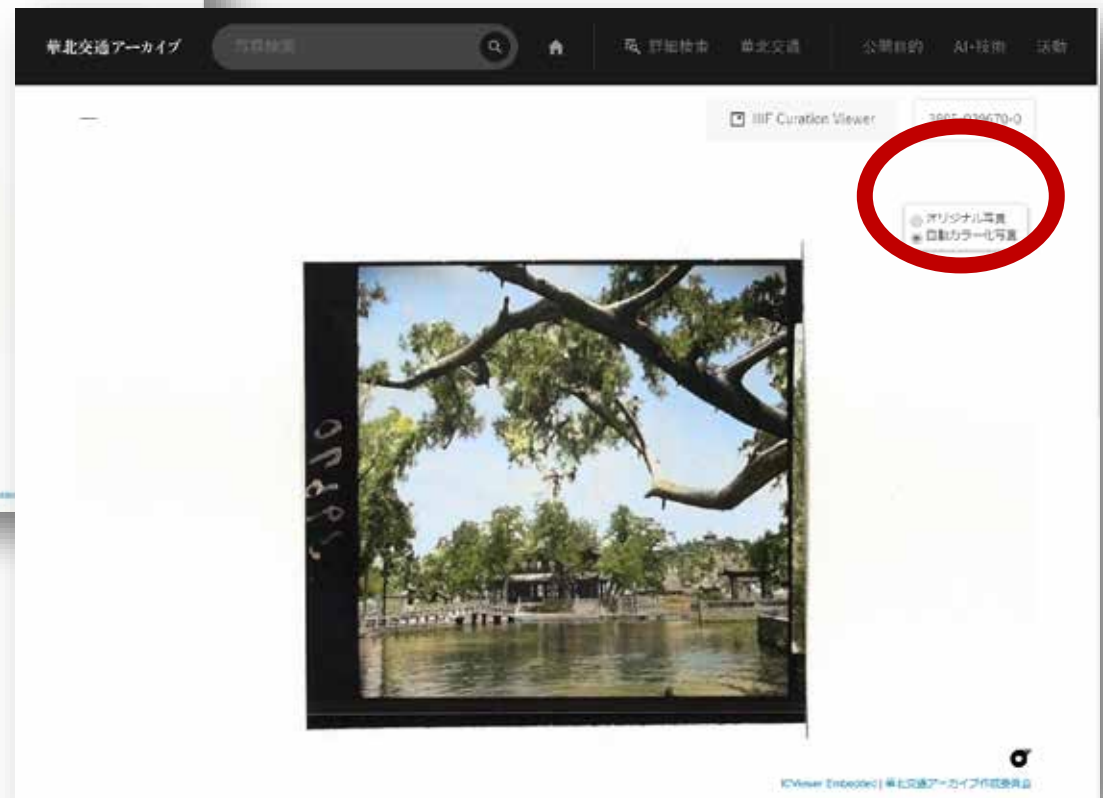 華北交通アーカイブ
写真検索
詳細検索
華北交通
公開目的
AI・技術
活動
IIIF Curation Viewer
オリジナル写真
自動カラー化写真
ICViewer Embedded | 華北交通アーカイブ作成委員会